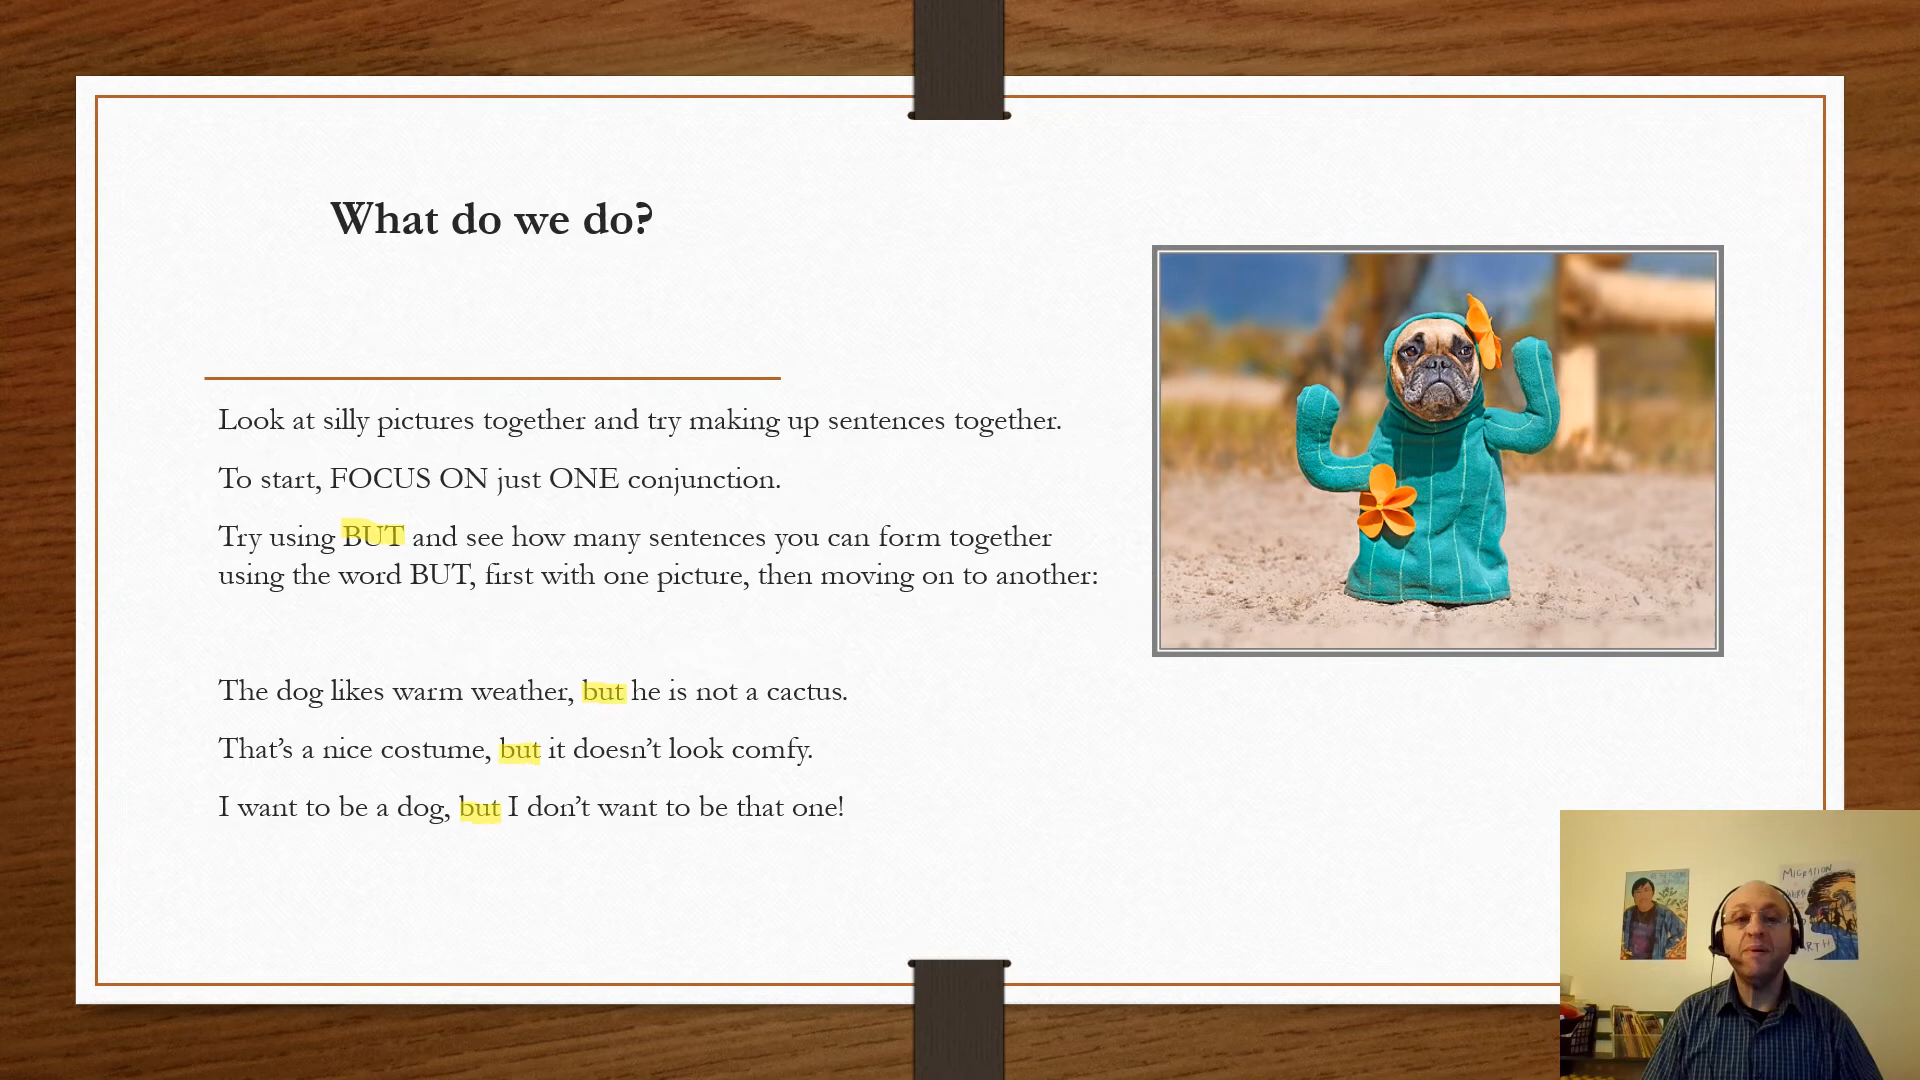 What do we do?
Look at silly pictures together and try making up sentences together.
To start, FOCUS ON just ONE conjunction.
Try using BUT and see how many sentences you can form together
using the word BUT, first with one picture, then moving on to another:
The dog likes warm weather, but he is not a cactus.
That’s a nice costume, but it doesn’t look comfy.
I want to be a dog, but I don’t want to be that one!
MIGRATION